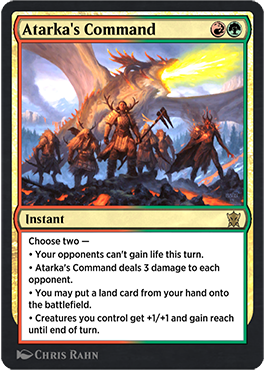 Atarka's Command
Instant
Choose two —
• Your opponents can't gain life this turn.
• Atarka's Command deals 3 damage to each
opponent.
• You may put a land card from your hand onto
the battlefield.
• Creatures you control get +1/+1 and gain reach
until end of turn.
Chris Rahn